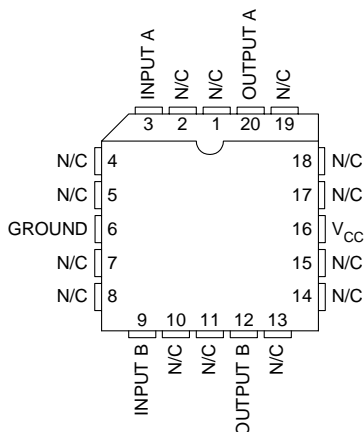 INPUT A
N/C
N/C
OUTPUT A
N/C
3 2 1 20 19
N/C 4 18 N/C
N/C 5 17 N/C
GROUND 6 16 VCC
N/C 7 15 N/C
N/C 8 14 N/C
9 10 11 12 13
INPUT B
N/C
N/C
OUTPUT B
N/C